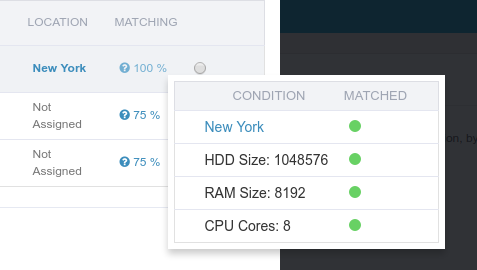 LOCATION MATCHING
New York 100 %
Not
Assigned
75 %
Not
Assigned
75 %
CONDITION MATCHED
New York
HDD Size: 1048576
RAM Size: 8192
CPU Cores: 8
on, by